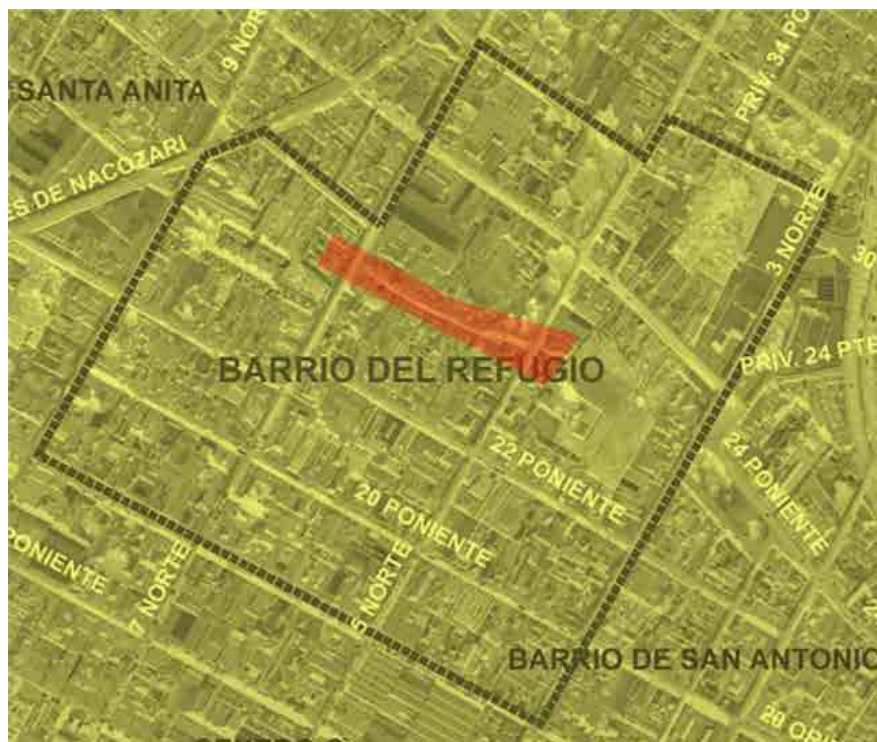 9 NOR
PRIV. 34 PO
SANTA ANITA
ES DE NACOZARI
3 NORTE
30
PRIV. 24 PTE
BARRIO DEL REFUGIO
22 PONIENTE
24 PONIENTE
20 PONIENTE
PONIENTE
7 NORTE
5 NORTE
BARRIO DE SAN ANTONIO
20 ORI